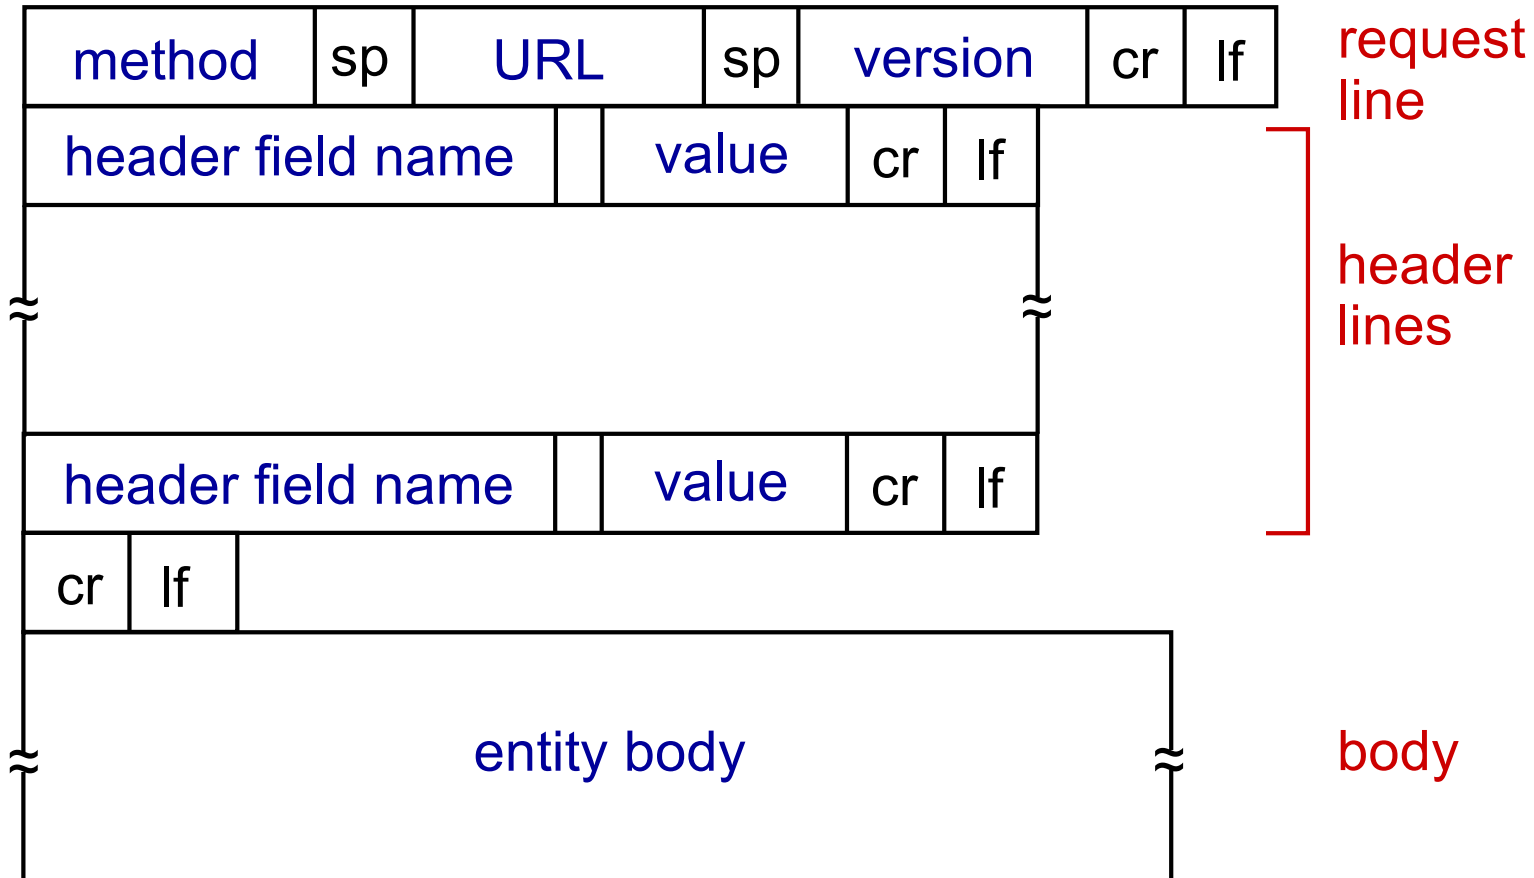 method sp URL sp version cr lf request
line
header field name value cr lf
header
lines
header field name value cr lf
cr lf
entity body body